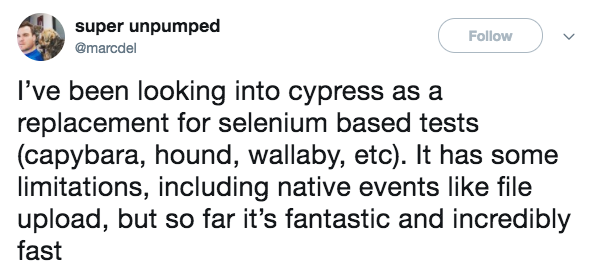 super unpumped
@marcdel
Follow
I’ve been looking into cypress as a
replacement for selenium based tests
(capybara, hound, wallaby, etc). It has some
limitations, including native events like file
upload, but so far it’s fantastic and incredibly
fast